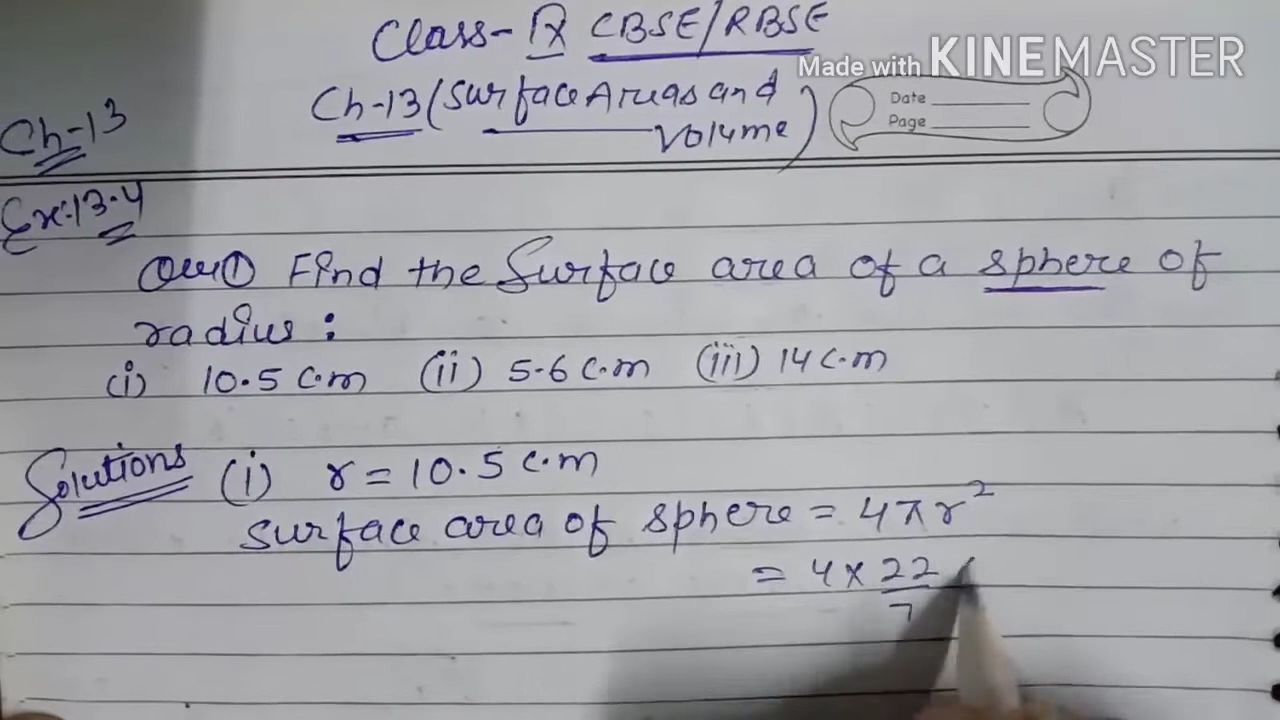 Class-IX CBSE/RBSE
Made with KINEMASTER
Ch-13 (Surface Areas and
Volume)
Date
Page
Ch-13
Ex:13.4
Que① Find the Surface area of a sphere of
radius:
(i) 10.5 c.m (ii) 5.6 c.m (iii) 14 c.m
Solutions (i) r = 10.5 c.m
Surface area of sphere = 4πr²
= 4 × 22/7